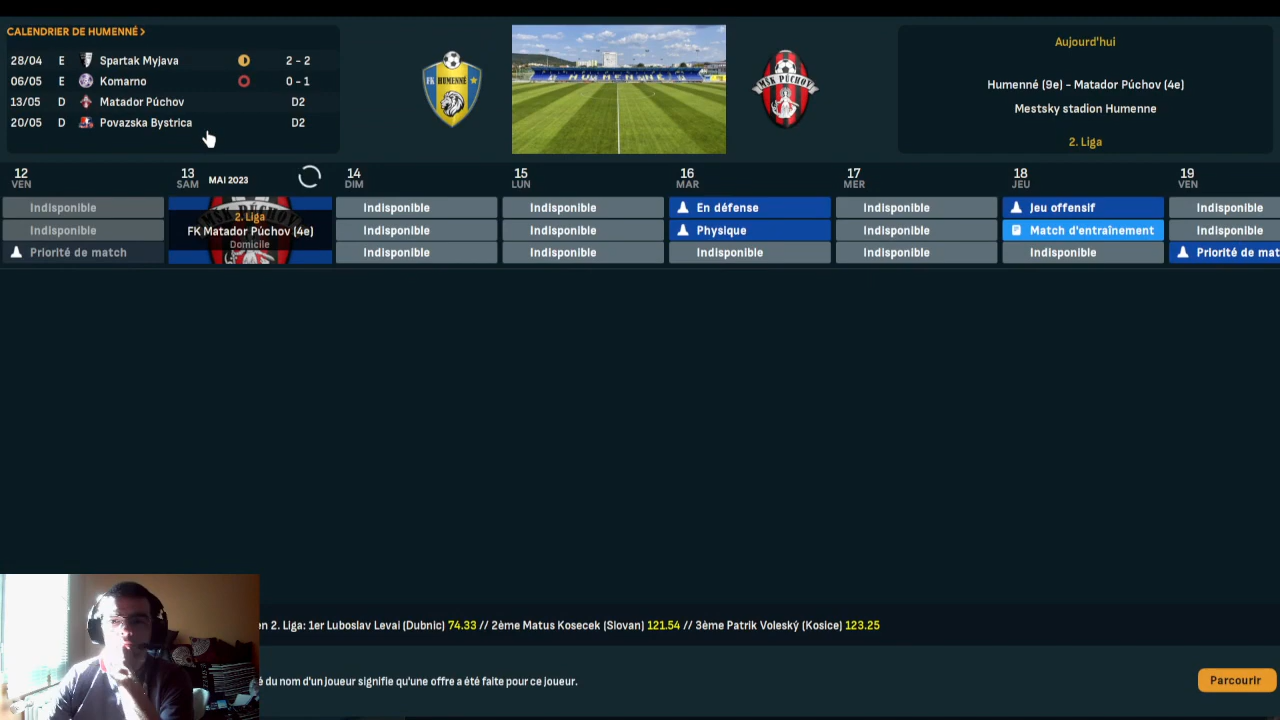 CALENDRIER DE HUMENNÉ >
28/04 E Spartak Myjava 2 - 2
06/05 E Komarno 0 - 1
13/05 D Matador Púchov D2
20/05 D Povazska Bystrica D2
FK HUMENNÉ
HUMENNÉ
MŠK PÚCHOV
Aujourd'hui
Humenné (9e) - Matador Púchov (4e)
Mestsky stadion Humenne
2. Liga
12 VEN
13 SAM MAI 2023
14 DIM
15 LUN
16 MAR
17 MER
18 JEU
19 VEN
Indisponible 2. Liga Indisponible Indisponible En défense Indisponible Jeu offensif Indisponible
Indisponible FK Matador Púchov (4e) Indisponible Indisponible Physique Indisponible Match d'entraînement Indisponible
Priorité de match Domicile Indisponible Indisponible Indisponible Indisponible Indisponible Priorité de mat
en 2. Liga: 1er Luboslav Levai (Dubnic) 74.33 // 2ème Matus Kosecek (Slovan) 121.54 // 3ème Patrik Voleský (Kosice) 123.25
é du nom d'un joueur signifie qu'une offre a été faite pour ce joueur.
Parcourir